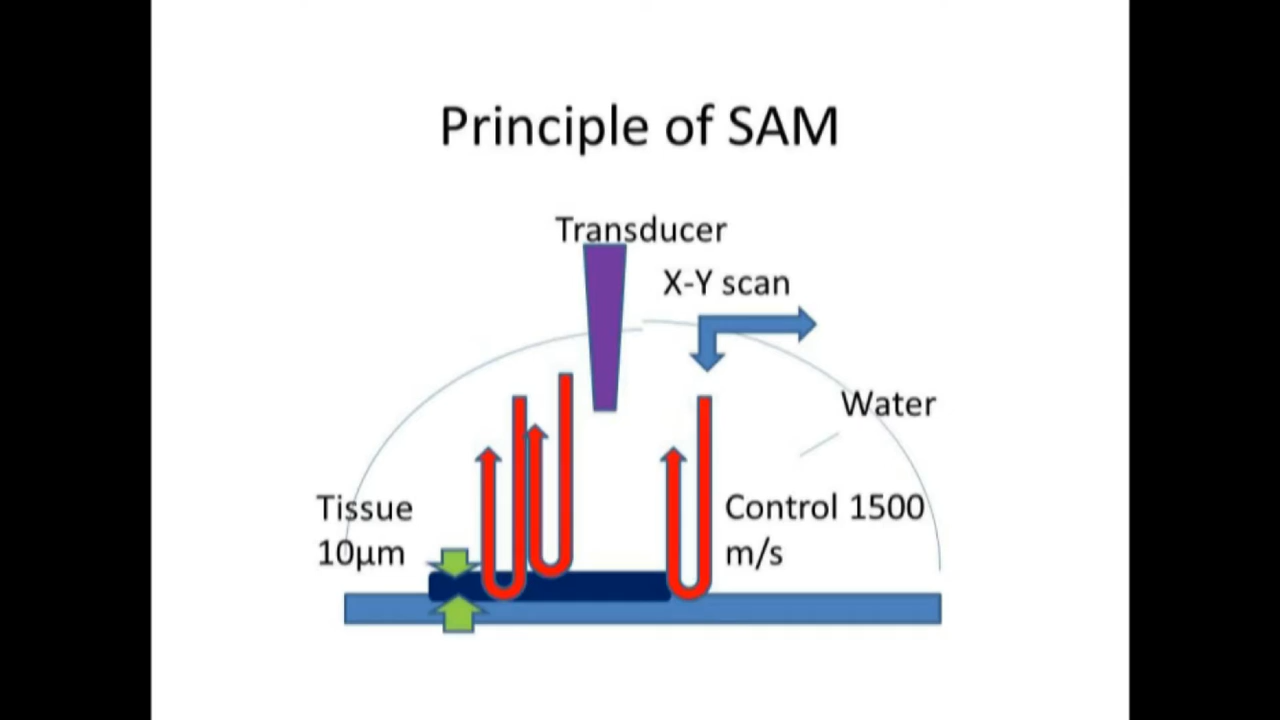 Principle of SAM
Transducer
X-Y scan
Water
Tissue
10µm
Control 1500
m/s